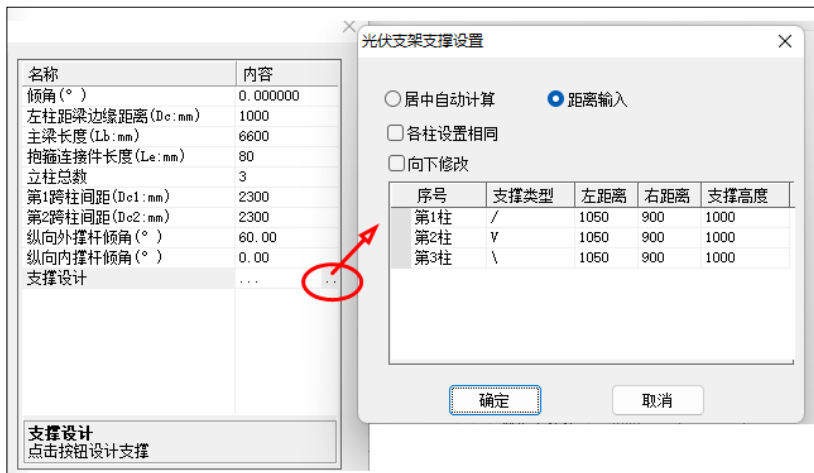 名称 内容
倾角(°) 0.000000
左柱距梁边缘距离(Dc:mm) 1000
主梁长度(Lb:mm) 6600
抱箍连接件长度(Le:mm) 80
立柱总数 3
第1跨柱间距(Dc1:mm) 2300
第2跨柱间距(Dc2:mm) 2300
纵向外撑杆倾角(°) 60.00
纵向内撑杆倾角(°) 0.00
支撑设计 ... ..
支撑设计
点击按钮设计支撑
光伏支架支撑设置
居中自动计算 距离输入
各柱设置相同
向下修改
序号 支撑类型 左距离 右距离 支撑高度
第1柱 / 1050 900 1000
第2柱 V 1050 900 1000
第3柱 \ 1050 900 1000
确定 取消